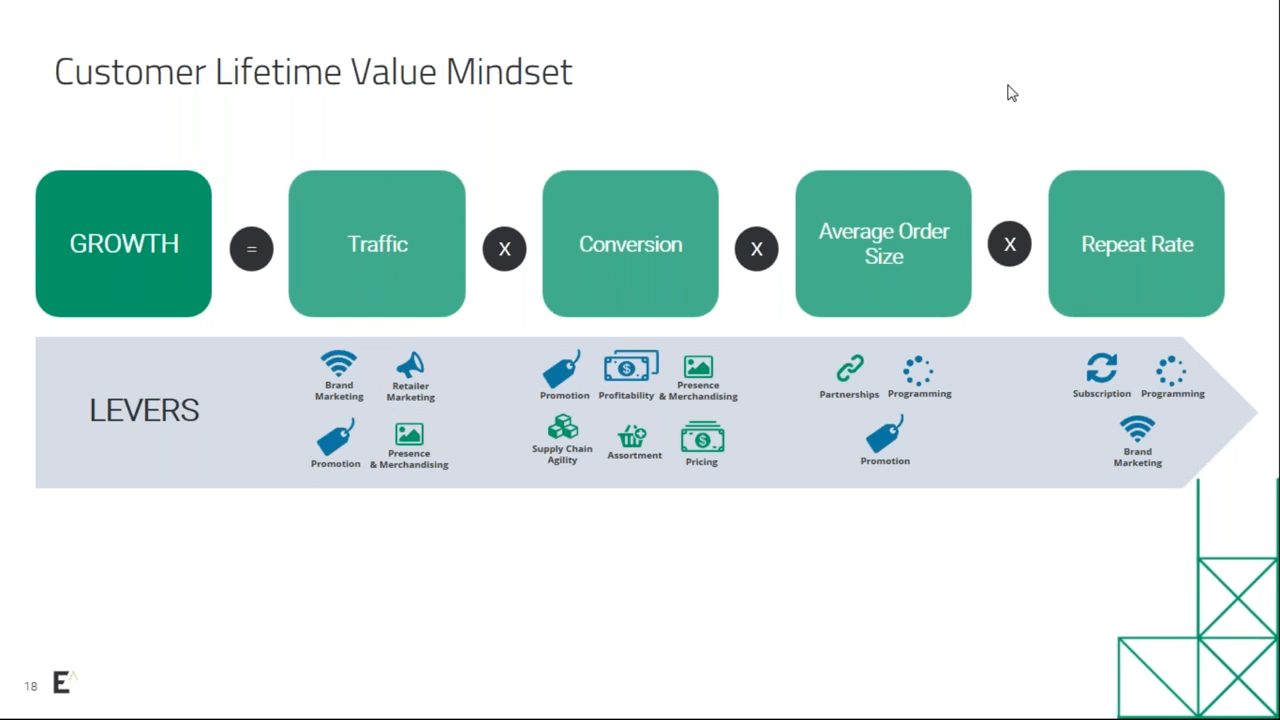 Customer Lifetime Value Mindset
GROWTH
=
Traffic
X
Conversion
X
Average Order
Size
X
Repeat Rate
LEVERS
Brand
Marketing
Retailer
Marketing
Promotion
Presence
& Merchandising
Promotion
Profitability
Presence
& Merchandising
Supply Chain
Agility
Assortment
Pricing
Partnerships
Programming
Promotion
Subscription
Programming
Brand
Marketing
18
E^